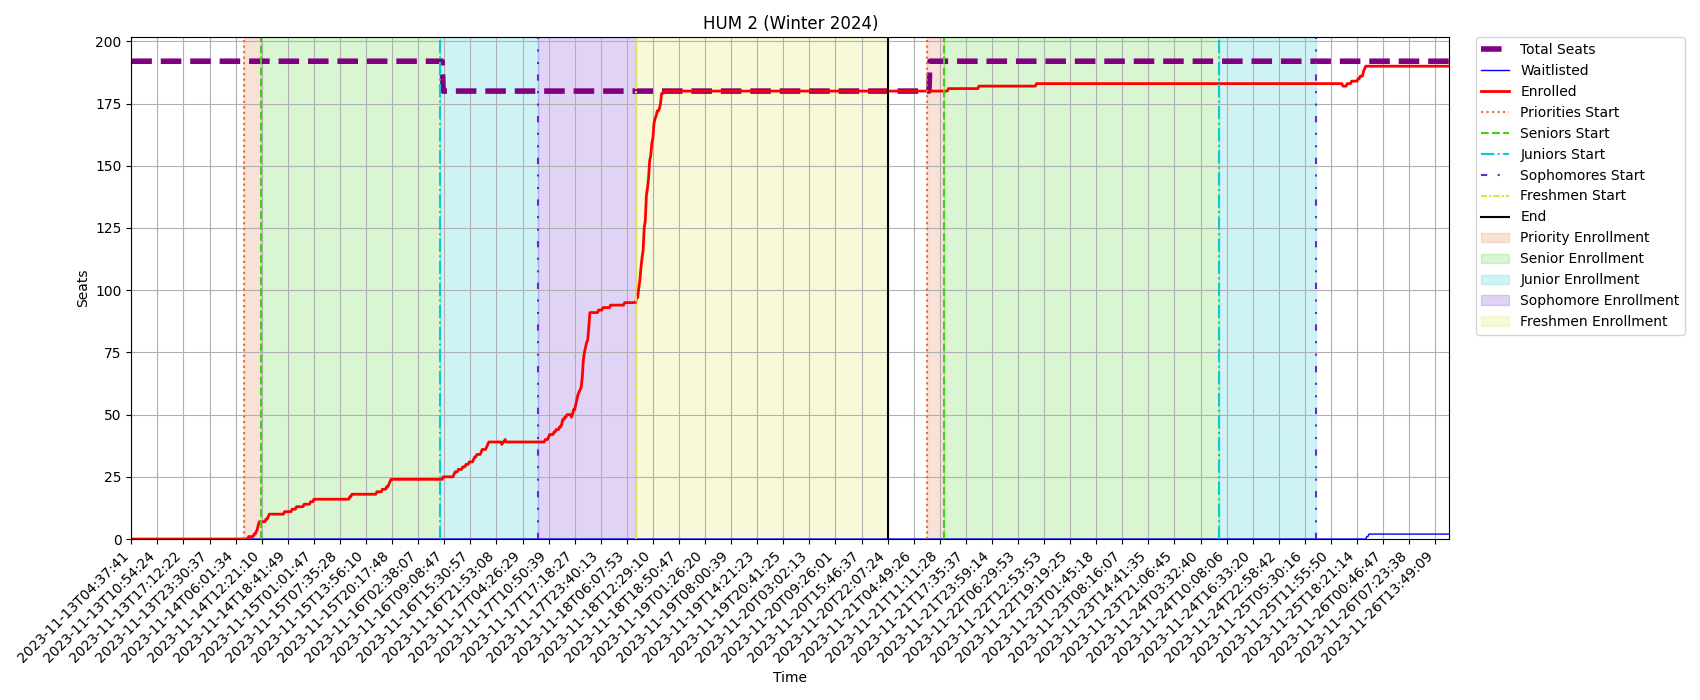 HUM 2 (Winter 2024)
Seats
200
175
150
125
100
75
50
25
0
2023-11-13T04:37:41
2023-11-13T10:54:24
2023-11-13T17:12:22
2023-11-13T23:30:37
2023-11-14T06:01:34
2023-11-14T12:21:10
2023-11-14T18:41:49
2023-11-15T01:01:47
2023-11-15T07:35:28
2023-11-15T13:56:10
2023-11-15T20:17:48
2023-11-16T02:38:07
2023-11-16T09:08:47
2023-11-16T15:30:57
2023-11-16T21:53:08
2023-11-17T04:26:29
2023-11-17T10:50:39
2023-11-17T17:18:27
2023-11-17T23:40:13
2023-11-18T06:07:53
2023-11-18T12:29:10
2023-11-18T18:50:47
2023-11-19T01:26:20
2023-11-19T08:00:39
2023-11-19T14:21:23
2023-11-19T20:41:25
2023-11-20T03:02:13
2023-11-20T09:26:01
2023-11-20T15:46:37
2023-11-20T22:07:24
2023-11-21T04:49:26
2023-11-21T11:11:28
2023-11-21T17:35:37
2023-11-21T23:59:14
2023-11-22T06:29:53
2023-11-22T12:53:53
2023-11-22T19:19:25
2023-11-23T01:45:18
2023-11-23T08:16:07
2023-11-23T14:41:35
2023-11-23T21:06:45
2023-11-24T03:32:40
2023-11-24T10:08:06
2023-11-24T16:33:20
2023-11-24T22:58:42
2023-11-25T05:30:16
2023-11-25T11:55:50
2023-11-25T18:21:14
2023-11-26T00:46:47
2023-11-26T07:23:38
2023-11-26T13:49:09
Time
Total Seats
Waitlisted
Enrolled
Priorities Start
Seniors Start
Juniors Start
Sophomores Start
Freshmen Start
End
Priority Enrollment
Senior Enrollment
Junior Enrollment
Sophomore Enrollment
Freshmen Enrollment